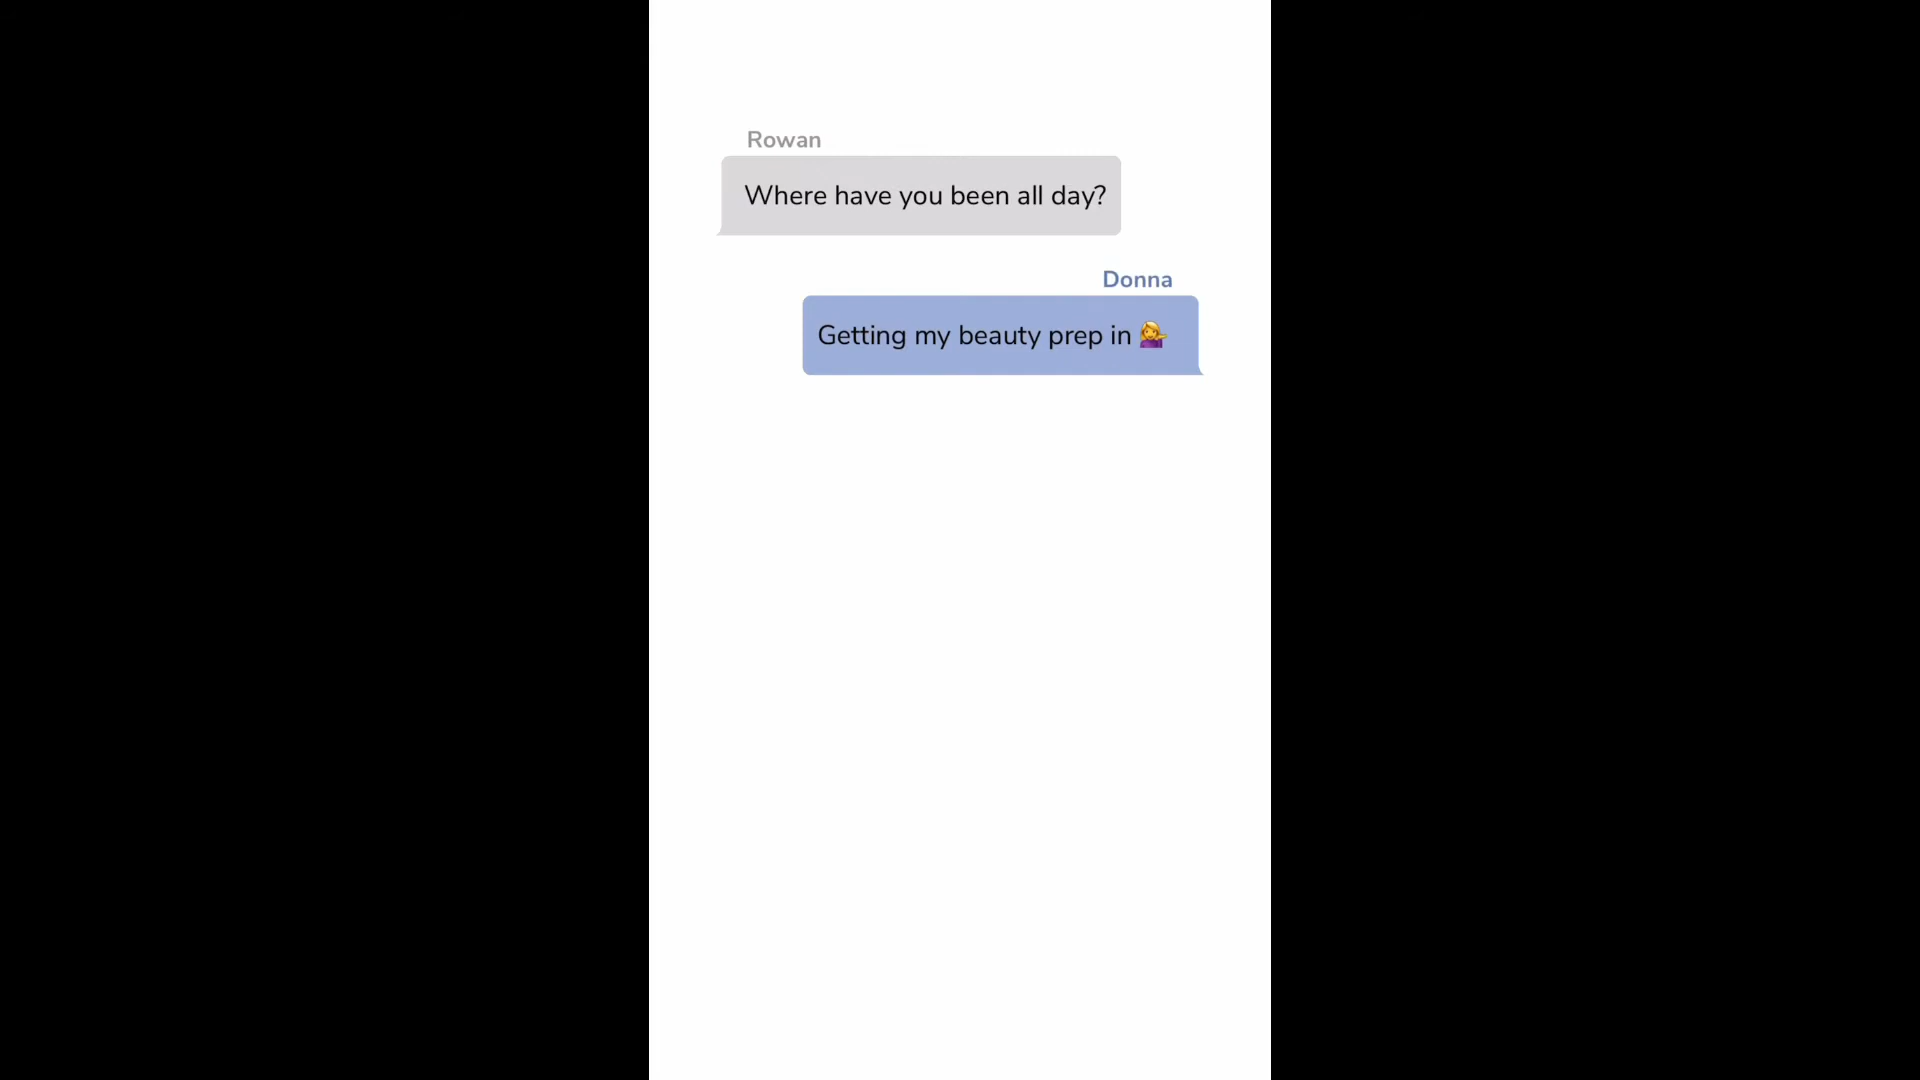 Rowan
Where have you been all day?
Donna
Getting my beauty prep in 💁‍♀️